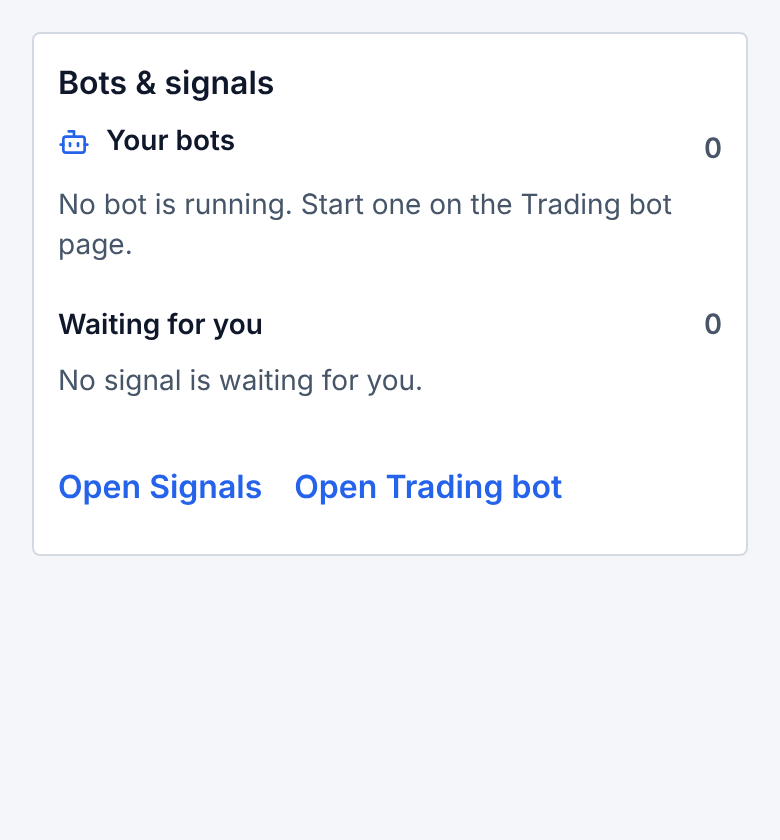 Bots & signals
Your bots 0
No bot is running. Start one on the Trading bot
page.
Waiting for you 0
No signal is waiting for you.
Open Signals Open Trading bot